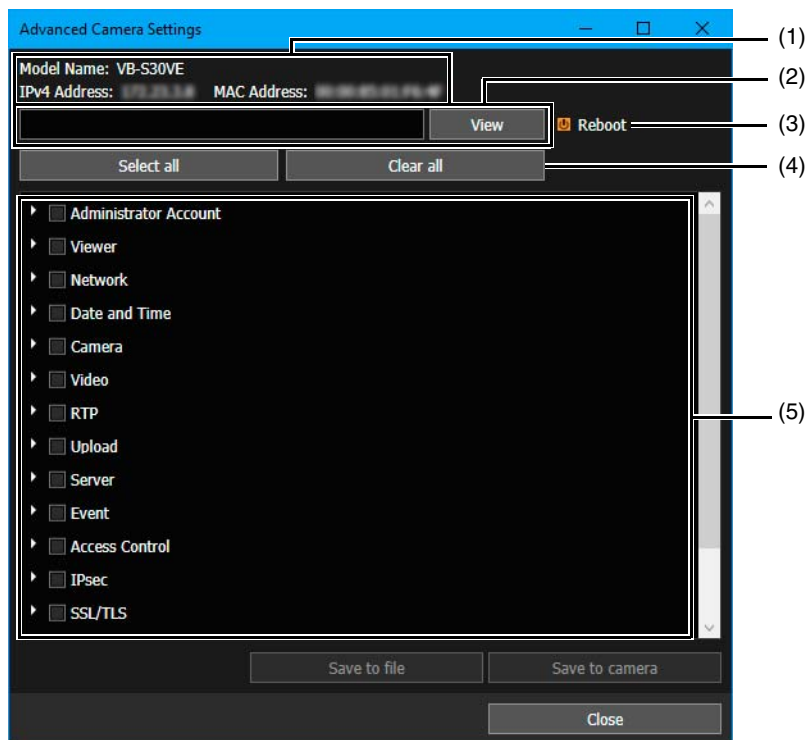 Advanced Camera Settings
(1)
Model Name: VB-S30VE
(2)
IPv4 Address: MAC Address:
View
Reboot
(3)
Select all
Clear all
(4)
Administrator Account
Viewer
Network
Date and Time
Camera
Video
RTP
(5)
Upload
Server
Event
Access Control
IPsec
SSL/TLS
Save to file
Save to camera
Close